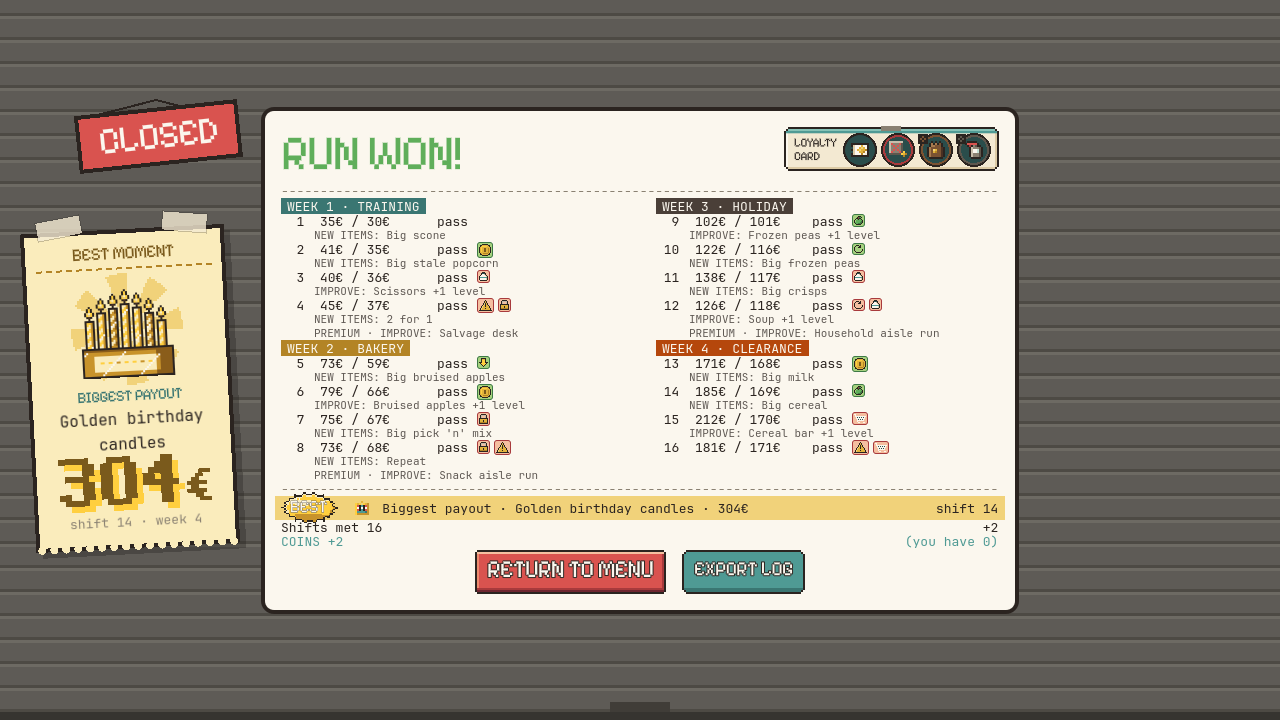 CLOSED
RUN WON!
LOYALTY
CARD
BEST MOMENT
BIGGEST PAYOUT
Golden birthday
candles
304€
shift 14 · week 4
WEEK 1 · TRAINING
1 35€ / 30€ pass
NEW ITEMS: Big scone
2 41€ / 35€ pass
NEW ITEMS: Big stale popcorn
3 40€ / 36€ pass
IMPROVE: Scissors +1 level
4 45€ / 37€ pass
NEW ITEMS: 2 for 1
PREMIUM · IMPROVE: Salvage desk
WEEK 2 · BAKERY
5 73€ / 59€ pass
NEW ITEMS: Big bruised apples
6 79€ / 66€ pass
IMPROVE: Bruised apples +1 level
7 75€ / 67€ pass
NEW ITEMS: Big pick 'n' mix
8 73€ / 68€ pass
NEW ITEMS: Repeat
PREMIUM · IMPROVE: Snack aisle run
WEEK 3 · HOLIDAY
9 102€ / 101€ pass
IMPROVE: Frozen peas +1 level
10 122€ / 116€ pass
NEW ITEMS: Big frozen peas
11 138€ / 117€ pass
NEW ITEMS: Big crisps
12 126€ / 118€ pass
IMPROVE: Soup +1 level
PREMIUM · IMPROVE: Household aisle run
WEEK 4 · CLEARANCE
13 171€ / 168€ pass
NEW ITEMS: Big milk
14 185€ / 169€ pass
NEW ITEMS: Big cereal
15 212€ / 170€ pass
IMPROVE: Cereal bar +1 level
16 181€ / 171€ pass
BEST Biggest payout · Golden birthday candles · 304€ shift 14
Shifts met 16 +2
COINS +2 (you have 0)
RETURN TO MENU
EXPORT LOG